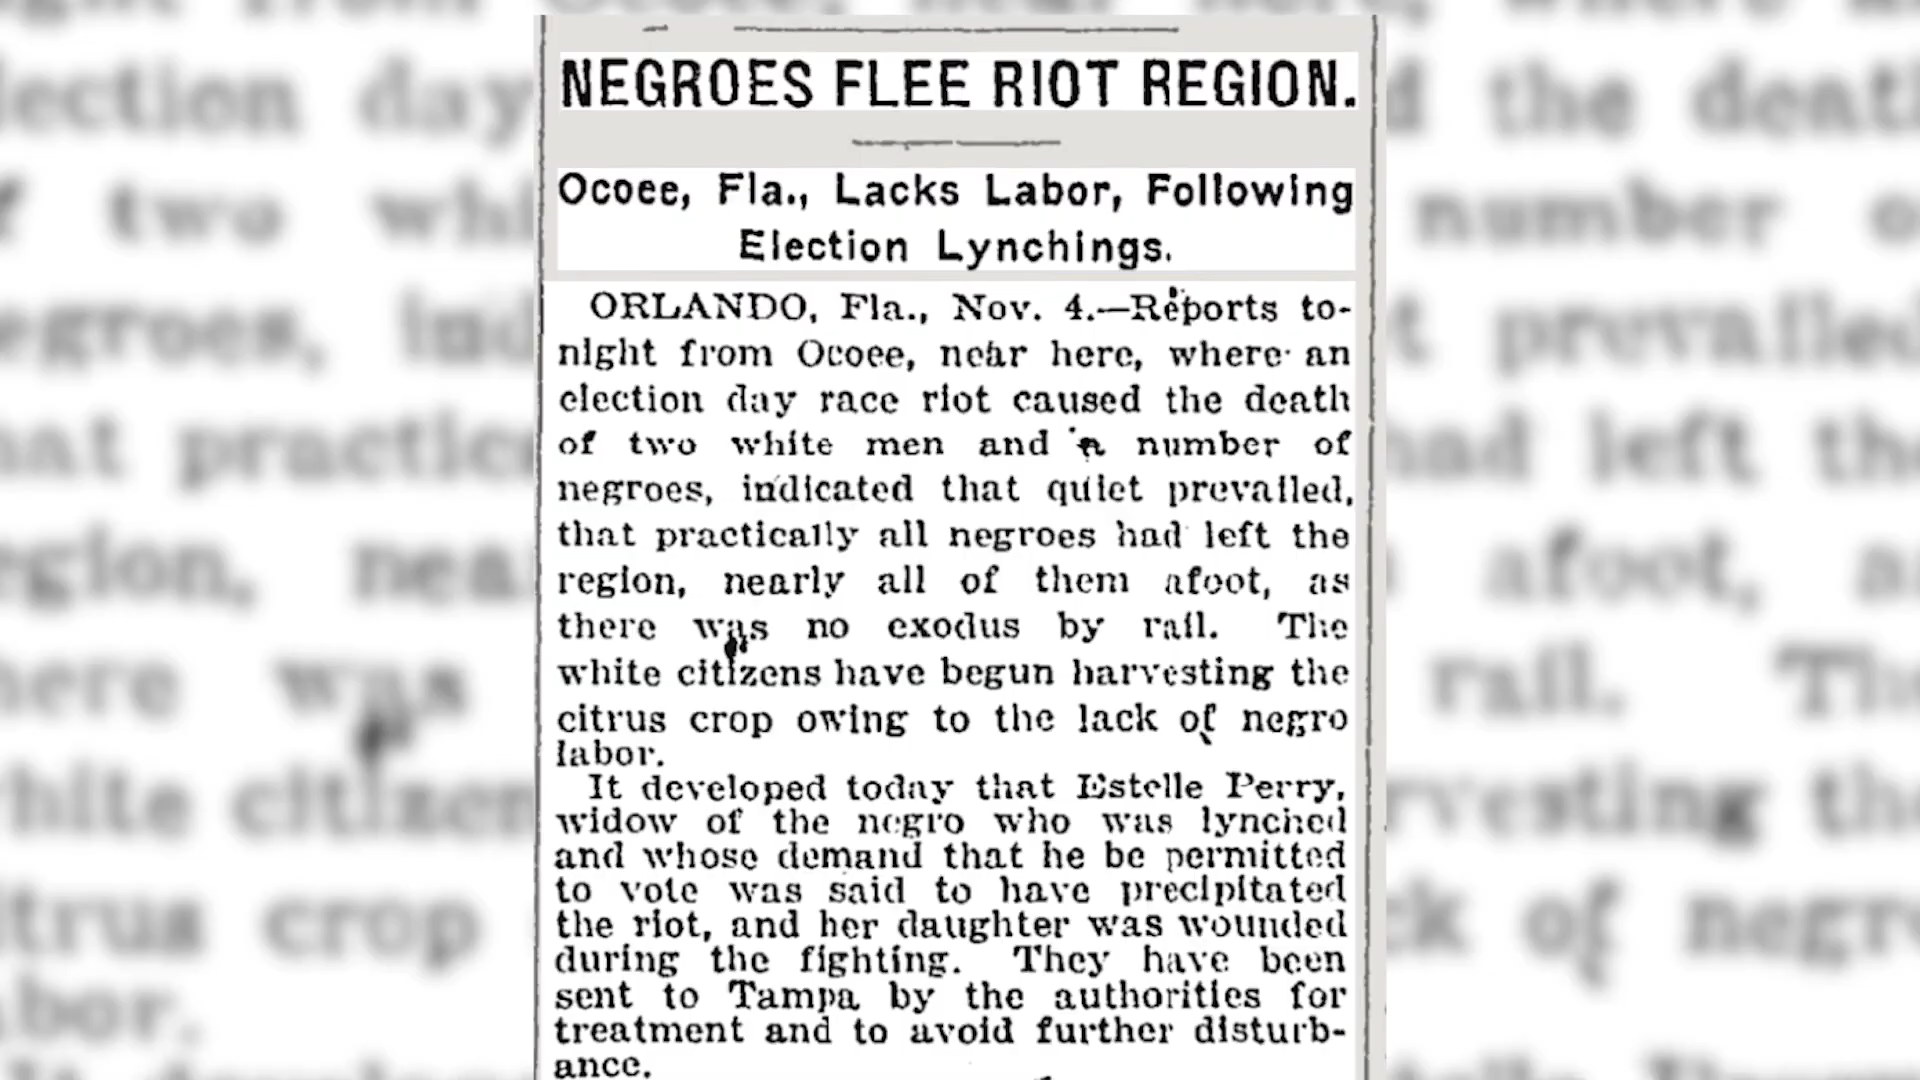 NEGROES FLEE RIOT REGION.
Ocoee, Fla., Lacks Labor, Following
Election Lynchings.
ORLANDO, Fla., Nov. 4.—Reports to-
night from Ocoee, near here, where an
election day race riot caused the death
of two white men and a number of
negroes, indicated that quiet prevailed,
that practically all negroes had left the
region, nearly all of them afoot, as
there was no exodus by rail. The
white citizens have begun harvesting the
citrus crop owing to the lack of negro
labor.
It developed today that Estelle Perry,
widow of the negro who was lynched
and whose demand that he be permitted
to vote was said to have precipitated
the riot, and her daughter was wounded
during the fighting. They have been
sent to Tampa by the authorities for
treatment and to avoid further disturb-
ance.